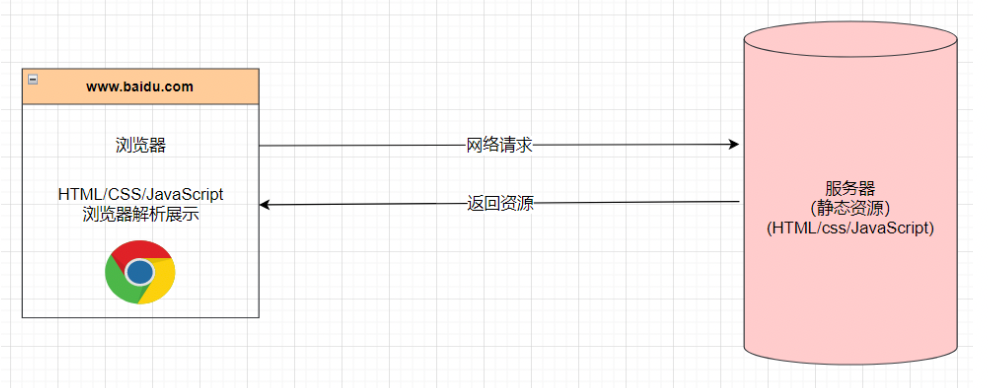 www.baidu.com
浏览器
网络请求
HTML/CSS/JavaScript
浏览器解析展示
返回资源
服务器
(静态资源)
(HTML/css/JavaScript)